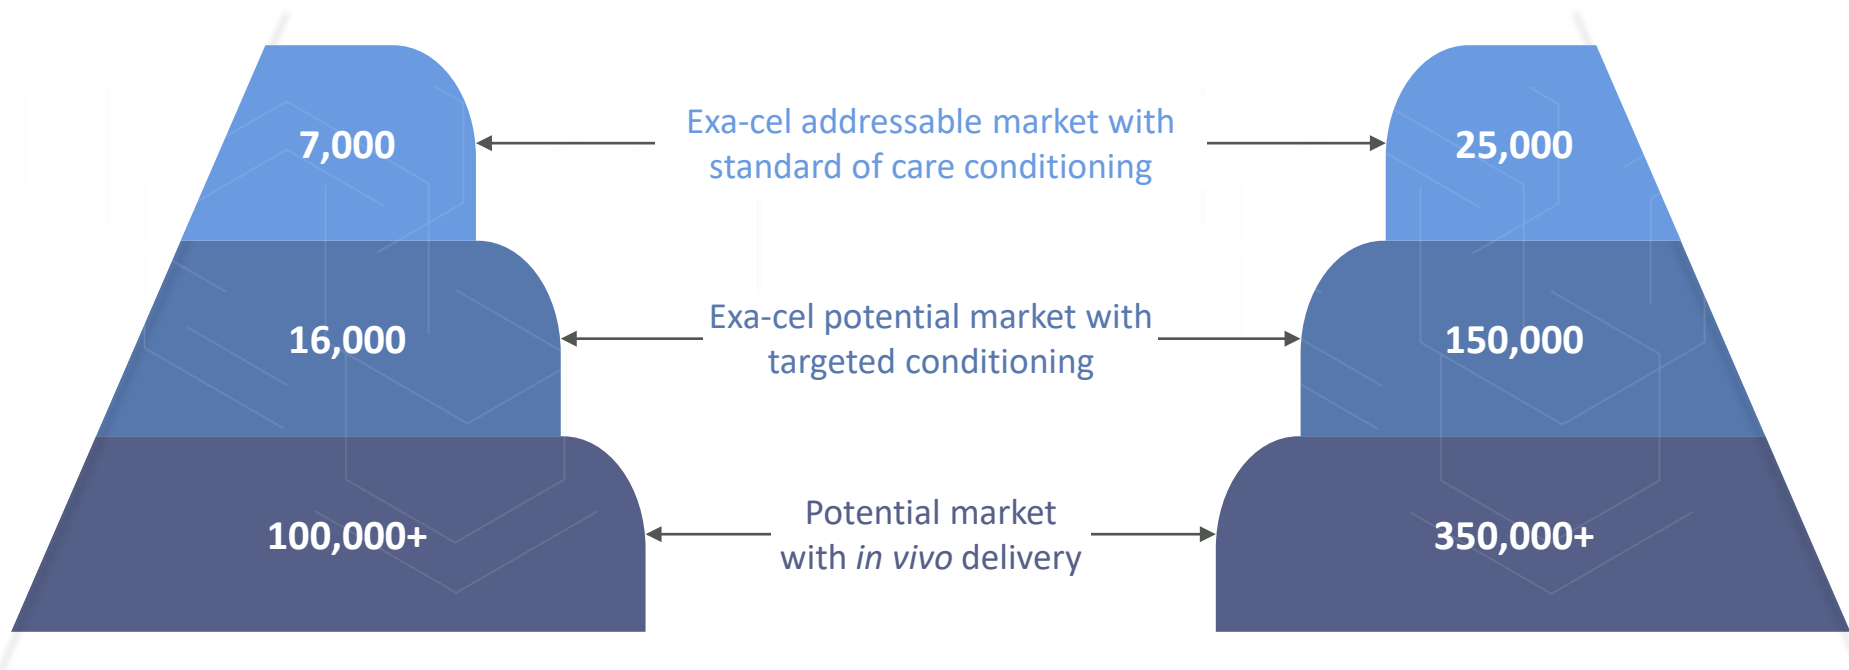 7,000
Exa-cel addressable market with
standard of care conditioning
25,000
16,000
Exa-cel potential market with
targeted conditioning
150,000
100,000+
Potential market
with in vivo delivery
350,000+